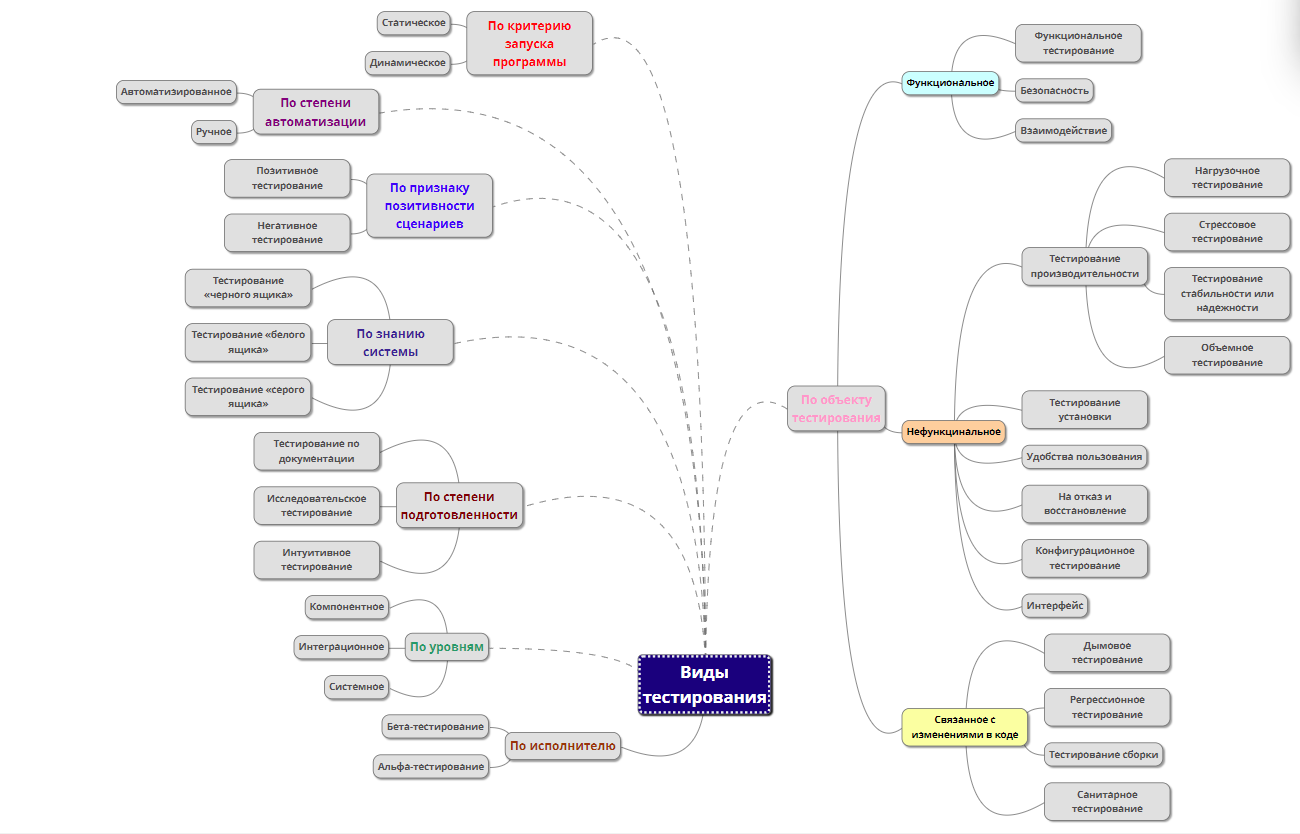 Статическое
По критерию
запуска
программы
Динамическое
Автоматизированное
По степени
автоматизации
Ручное
Позитивное
тестирование
По признаку
позитивности
сценариев
Негативное
тестирование
Тестирование
«черного ящика»
По знанию
системы
Тестирование «белого
ящика»
Тестирование «серого
ящика»
Тестирование по
документации
По степени
подготовленности
Исследовательское
тестирование
Интуитивное
тестирование
Компонентное
По уровням
Интеграционное
Системное
Бета-тестирование
По исполнителю
Альфа-тестирование
Виды
тестирования
По объекту
тестирования
Функциональное
Функциональное
тестирование
Безопасность
Взаимодействие
Нефункцинальное
Тестирование
производительности
Нагрузочное
тестирование
Стрессовое
тестирование
Тестирование
стабильности или
надежности
Объемное
тестирование
Тестирование
установки
Удобства пользования
На отказ и
восстановление
Конфигурационное
тестирование
Интерфейс
Связанное с
изменениями в коде
Дымовое
тестирование
Регрессионное
тестирование
Тестирование сборки
Санитарное
тестирование